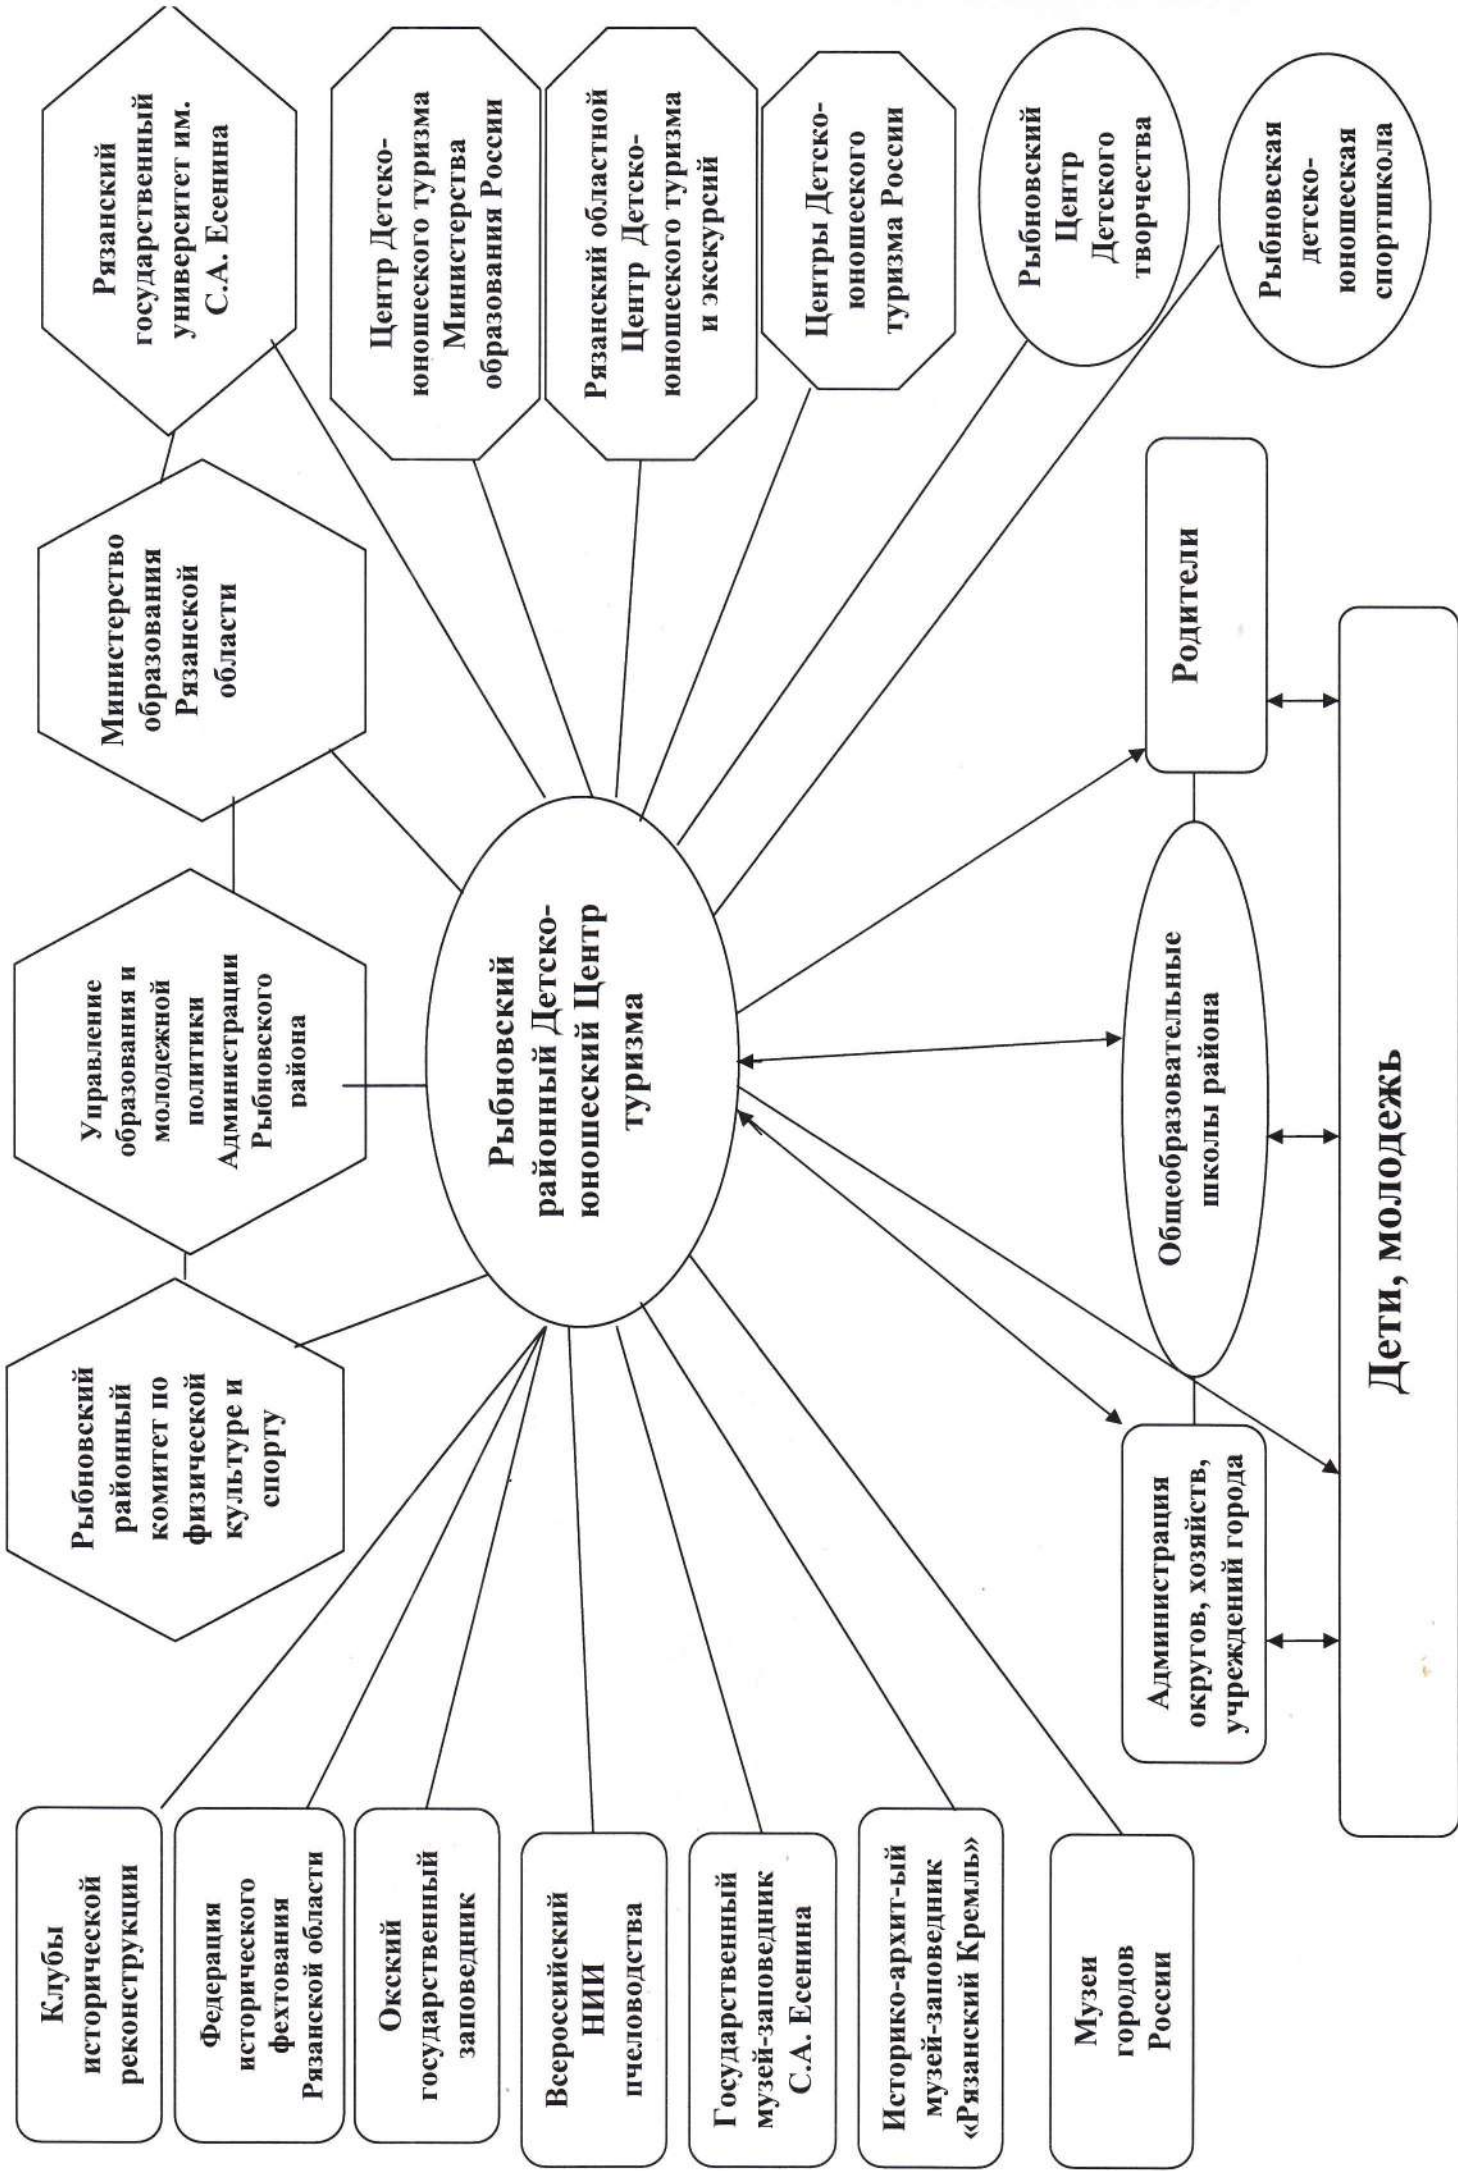 Рыбновский
районный
комитет по
физической
культуре и
спорту
Управление
образования и
молодежной
политики
Администрации
Рыбновского
района
Министерство
образования
Рязанской
области
Рязанский
государственный
университет им.
С.А. Есенина
Клубы
исторической
реконструкции
Федерация
исторического
фехтования
Рязанской области
Окский
государственный
заповедник
Всероссийский
НИИ
пчеловодства
Государственный
музей-заповедник
С.А. Есенина
Историко-архит-ый
музей-заповедник
«Рязанский Кремль»
Музеи
городов
России
Рыбновский
районный Детско-
юношеский Центр
туризма
Центр Детско-
юношеского туризма
Министерства
образования России
Рязанский областной
Центр Детско-
юношеского туризма
и экскурсий
Центры Детско-
юношеского
туризма России
Рыбновский
Центр
Детского
творчества
Рыбновская
детско-
юношеская
спортшкола
Администрация
округов, хозяйств,
учреждений города
Общеобразовательные
школы района
Родители
Дети, молодежь